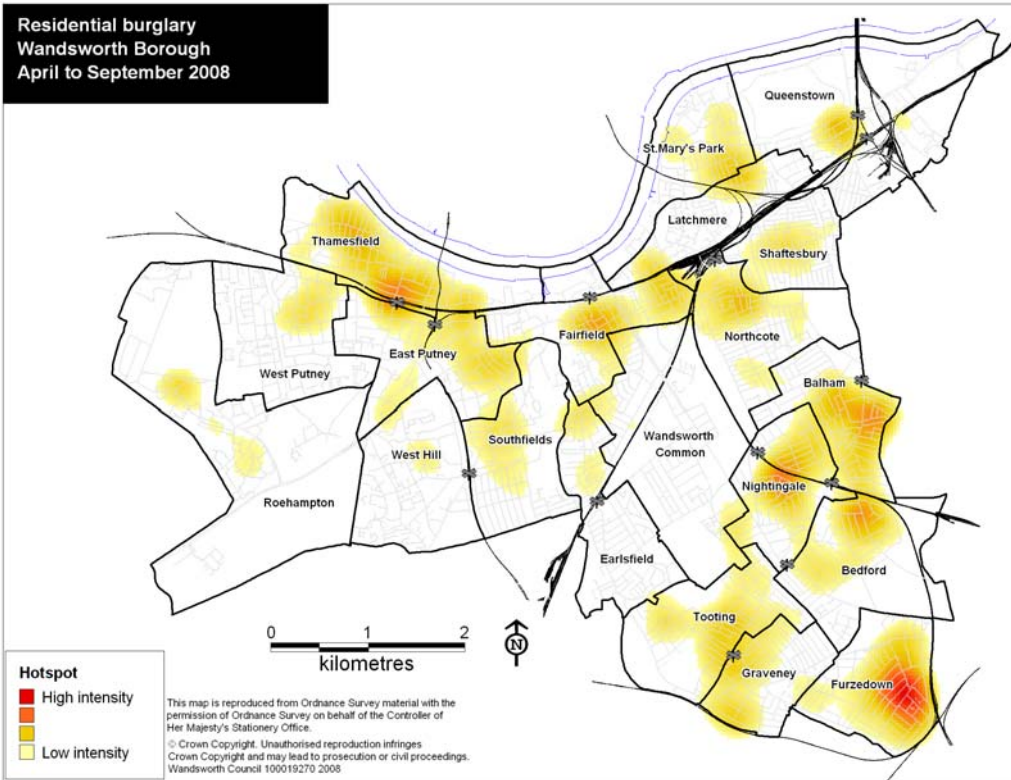 Residential burglary
Wandsworth Borough
April to September 2008
Queenstown
St.Mary's Park
Latchmere
Thamesfield
Shaftesbury
Fairfield
Northcote
East Putney
West Putney
Balham
Southfields
Wandsworth
Common
West Hill
Nightingale
Roehampton
Earlsfield
Bedford
Tooting
Graveney
Furzedown
0 1 2
kilometres
N
Hotspot
High intensity
Low intensity
This map is reproduced from Ordnance Survey material with the
permission of Ordnance Survey on behalf of the Controller of
Her Majesty's Stationery Office.
© Crown Copyright. Unauthorised reproduction infringes
Crown Copyright and may lead to prosecution or civil proceedings.
Wandsworth Council 100019270 2008